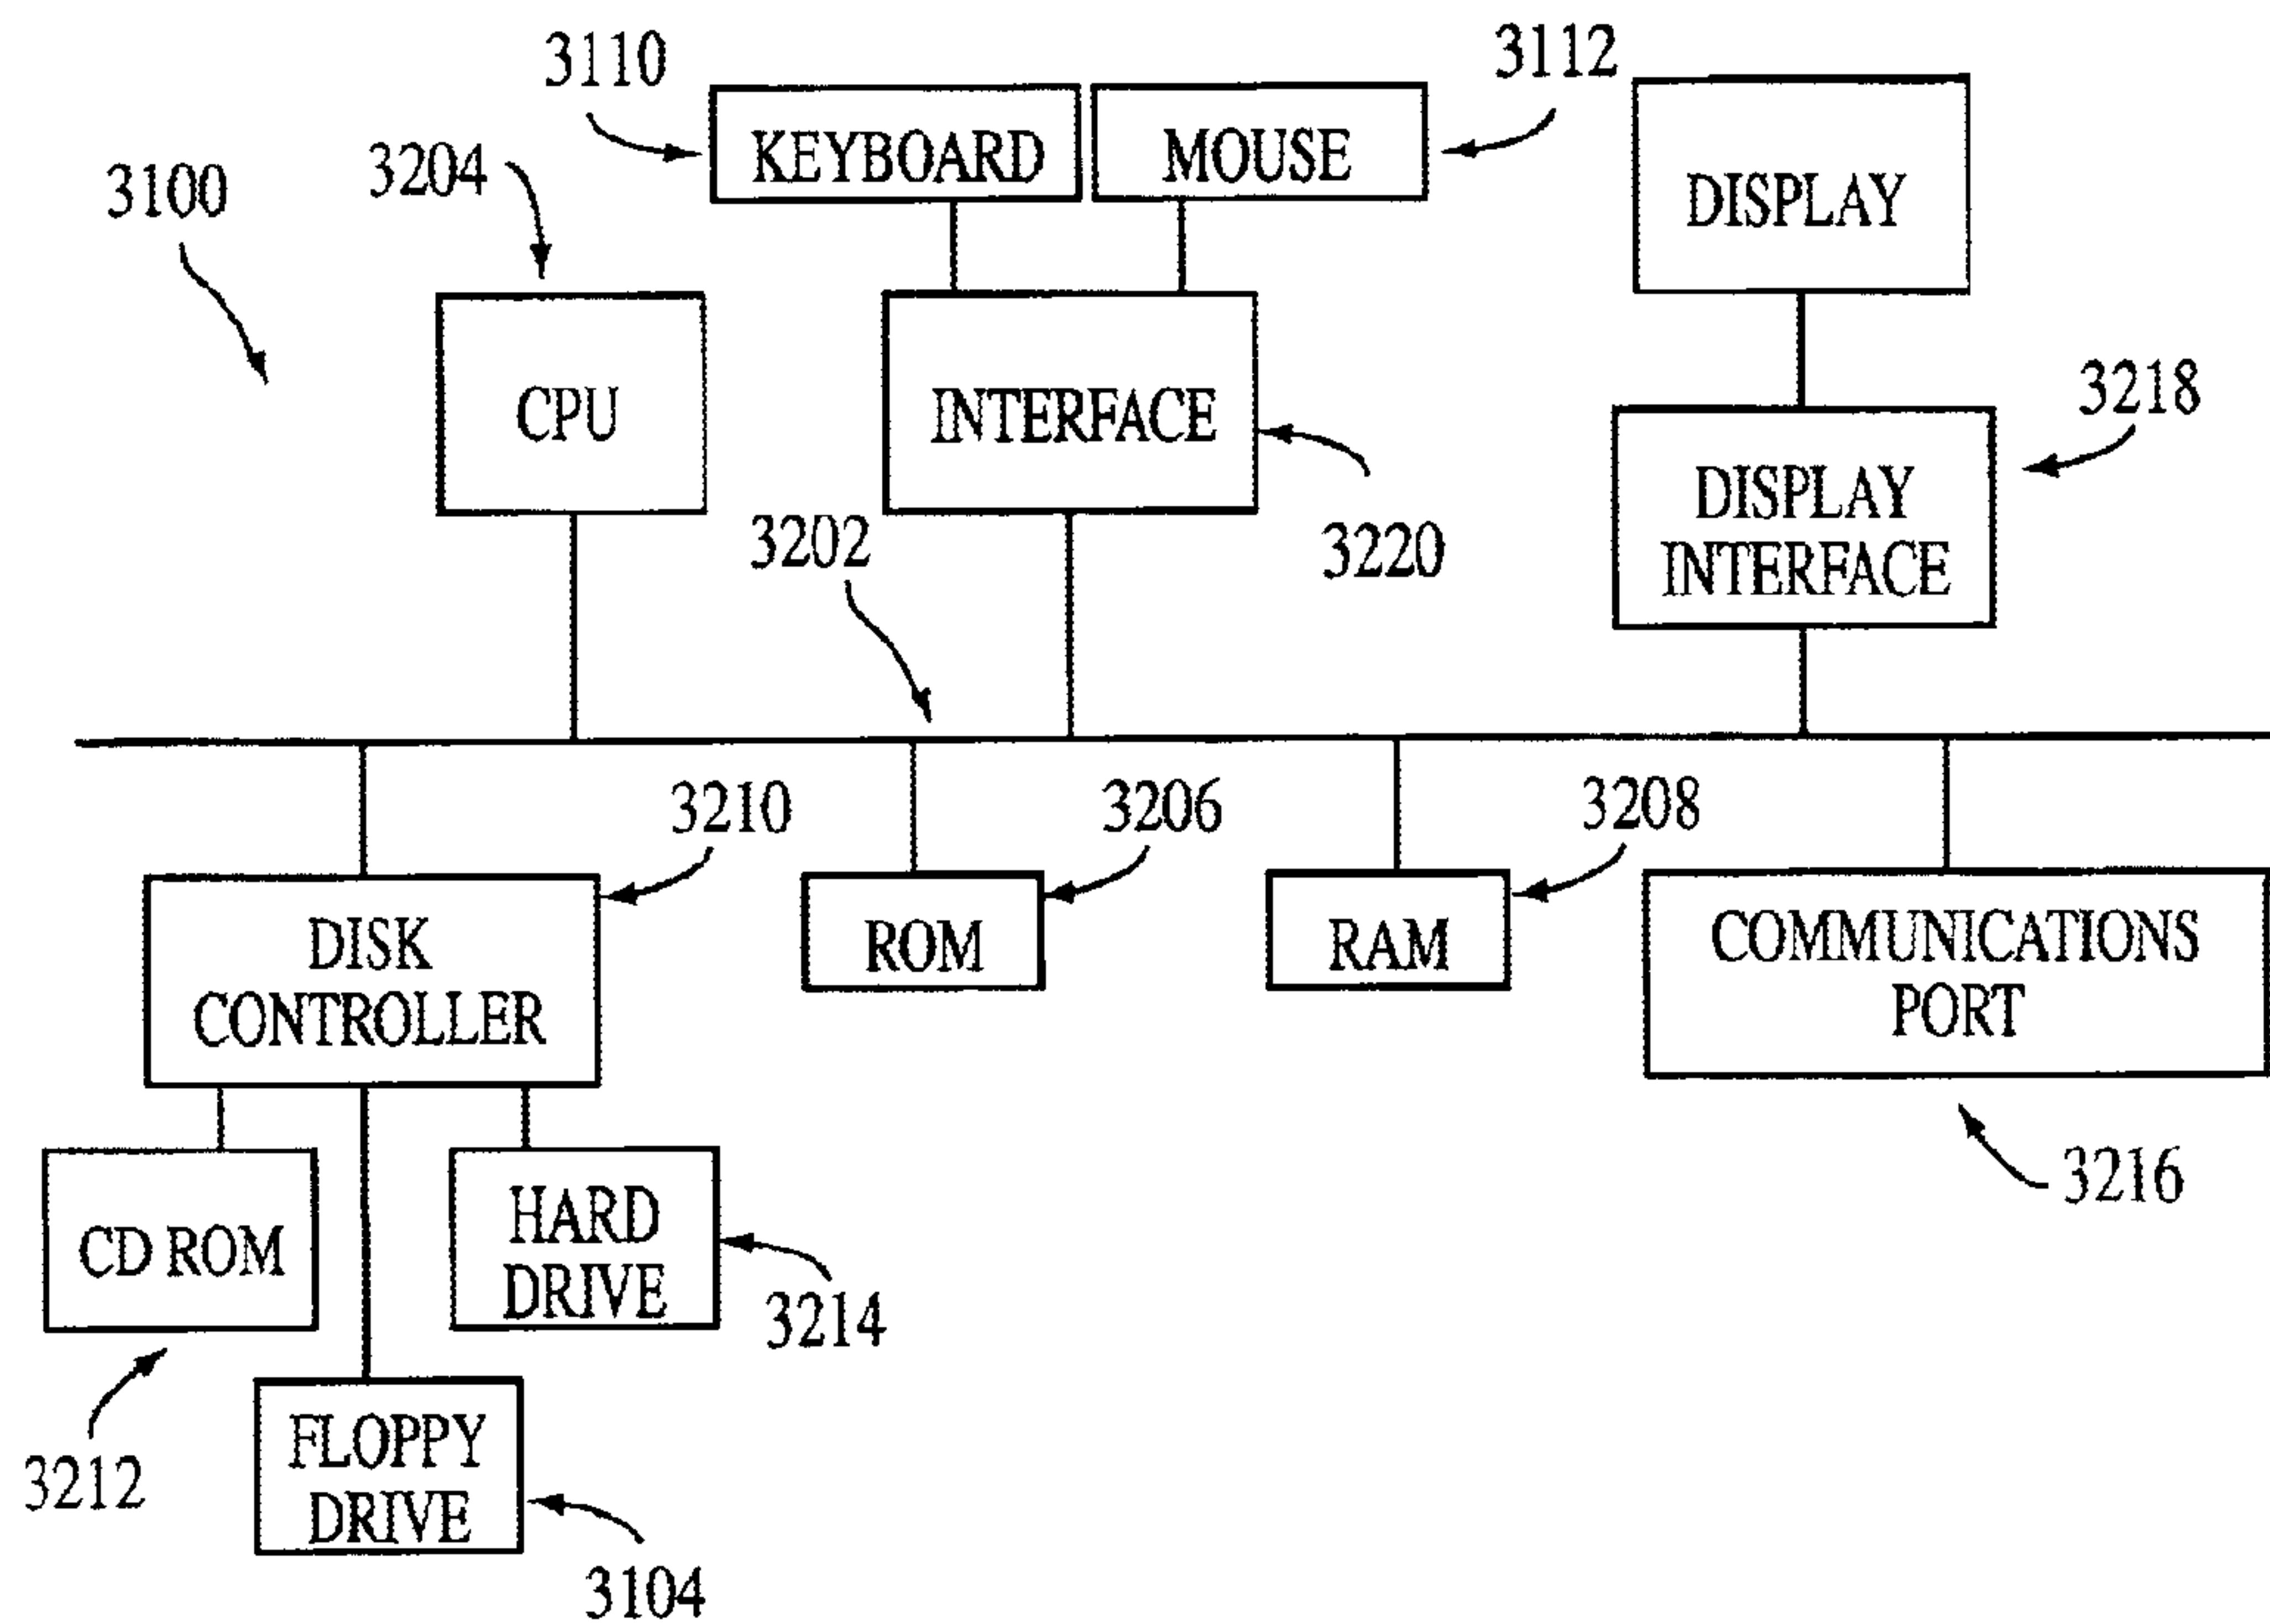 3110
3112
KEYBOARD
MOUSE
3204
3100
DISPLAY
CPU
INTERFACE
3218
DISPLAY
INTERFACE
3202
3220
3210
3206
3208
DISK
CONTROLLER
ROM
RAM
COMMUNICATIONS
PORT
3216
CD ROM
HARD
DRIVE
3214
3212
FLOPPY
DRIVE
3104